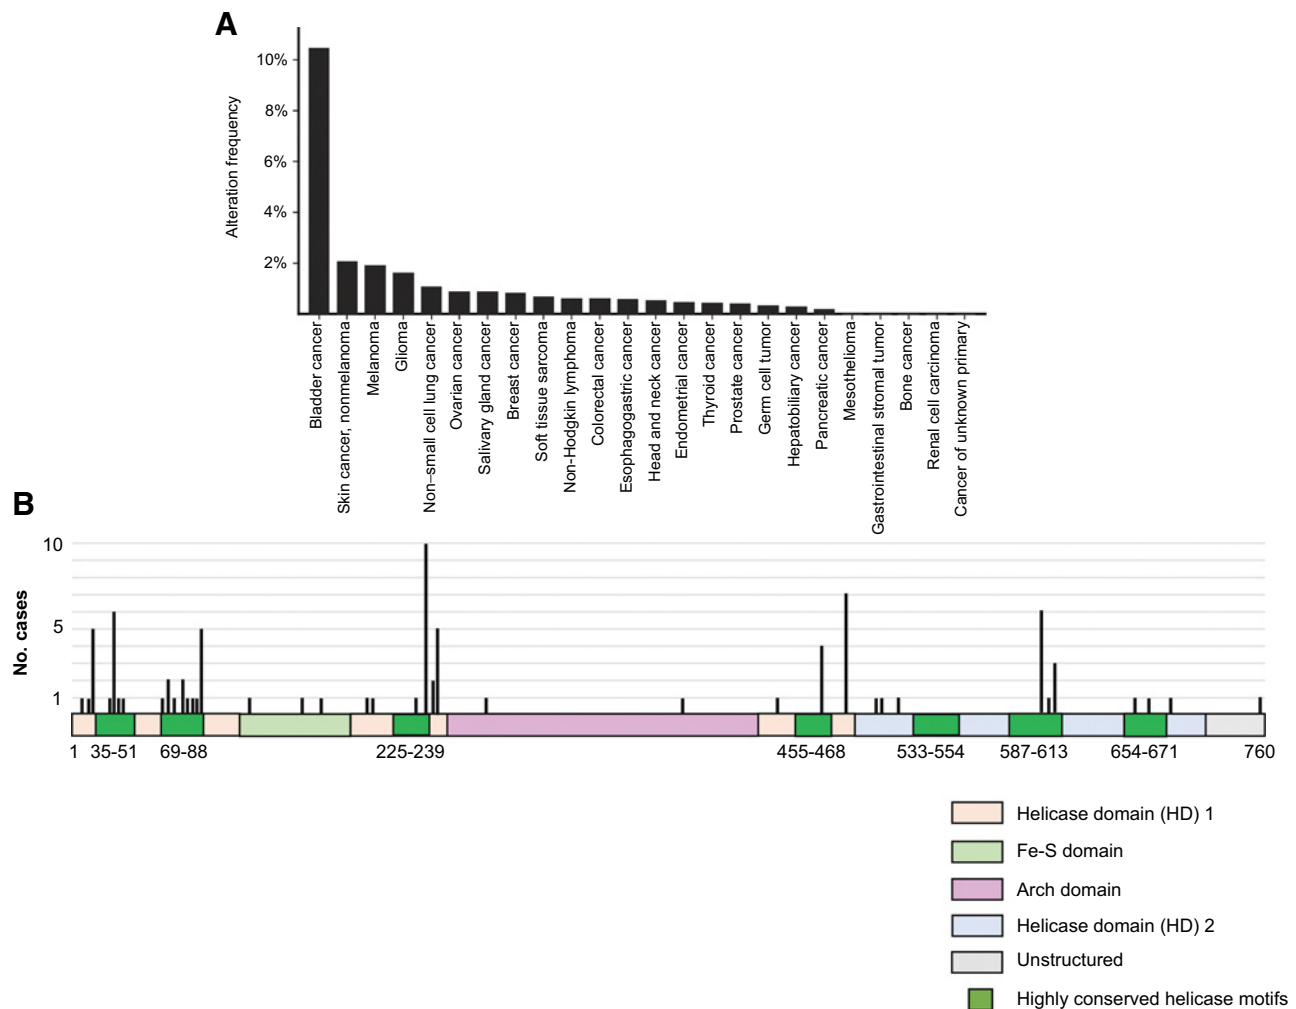 A
Alteration frequency
10%
8%
6%
4%
2%
Bladder cancer
Skin cancer, nonmelanoma
Melanoma
Glioma
Non–small cell lung cancer
Ovarian cancer
Salivary gland cancer
Breast cancer
Soft tissue sarcoma
Non-Hodgkin lymphoma
Colorectal cancer
Esophagogastric cancer
Head and neck cancer
Endometrial cancer
Thyroid cancer
Prostate cancer
Germ cell tumor
Hepatobiliary cancer
Pancreatic cancer
Mesothelioma
Gastrointestinal stromal tumor
Bone cancer
Renal cell carcinoma
Cancer of unknown primary
B
No. cases
10
5
1
1 35-51 69-88 225-239 455-468 533-554 587-613 654-671 760
Helicase domain (HD) 1
Fe-S domain
Arch domain
Helicase domain (HD) 2
Unstructured
Highly conserved helicase motifs